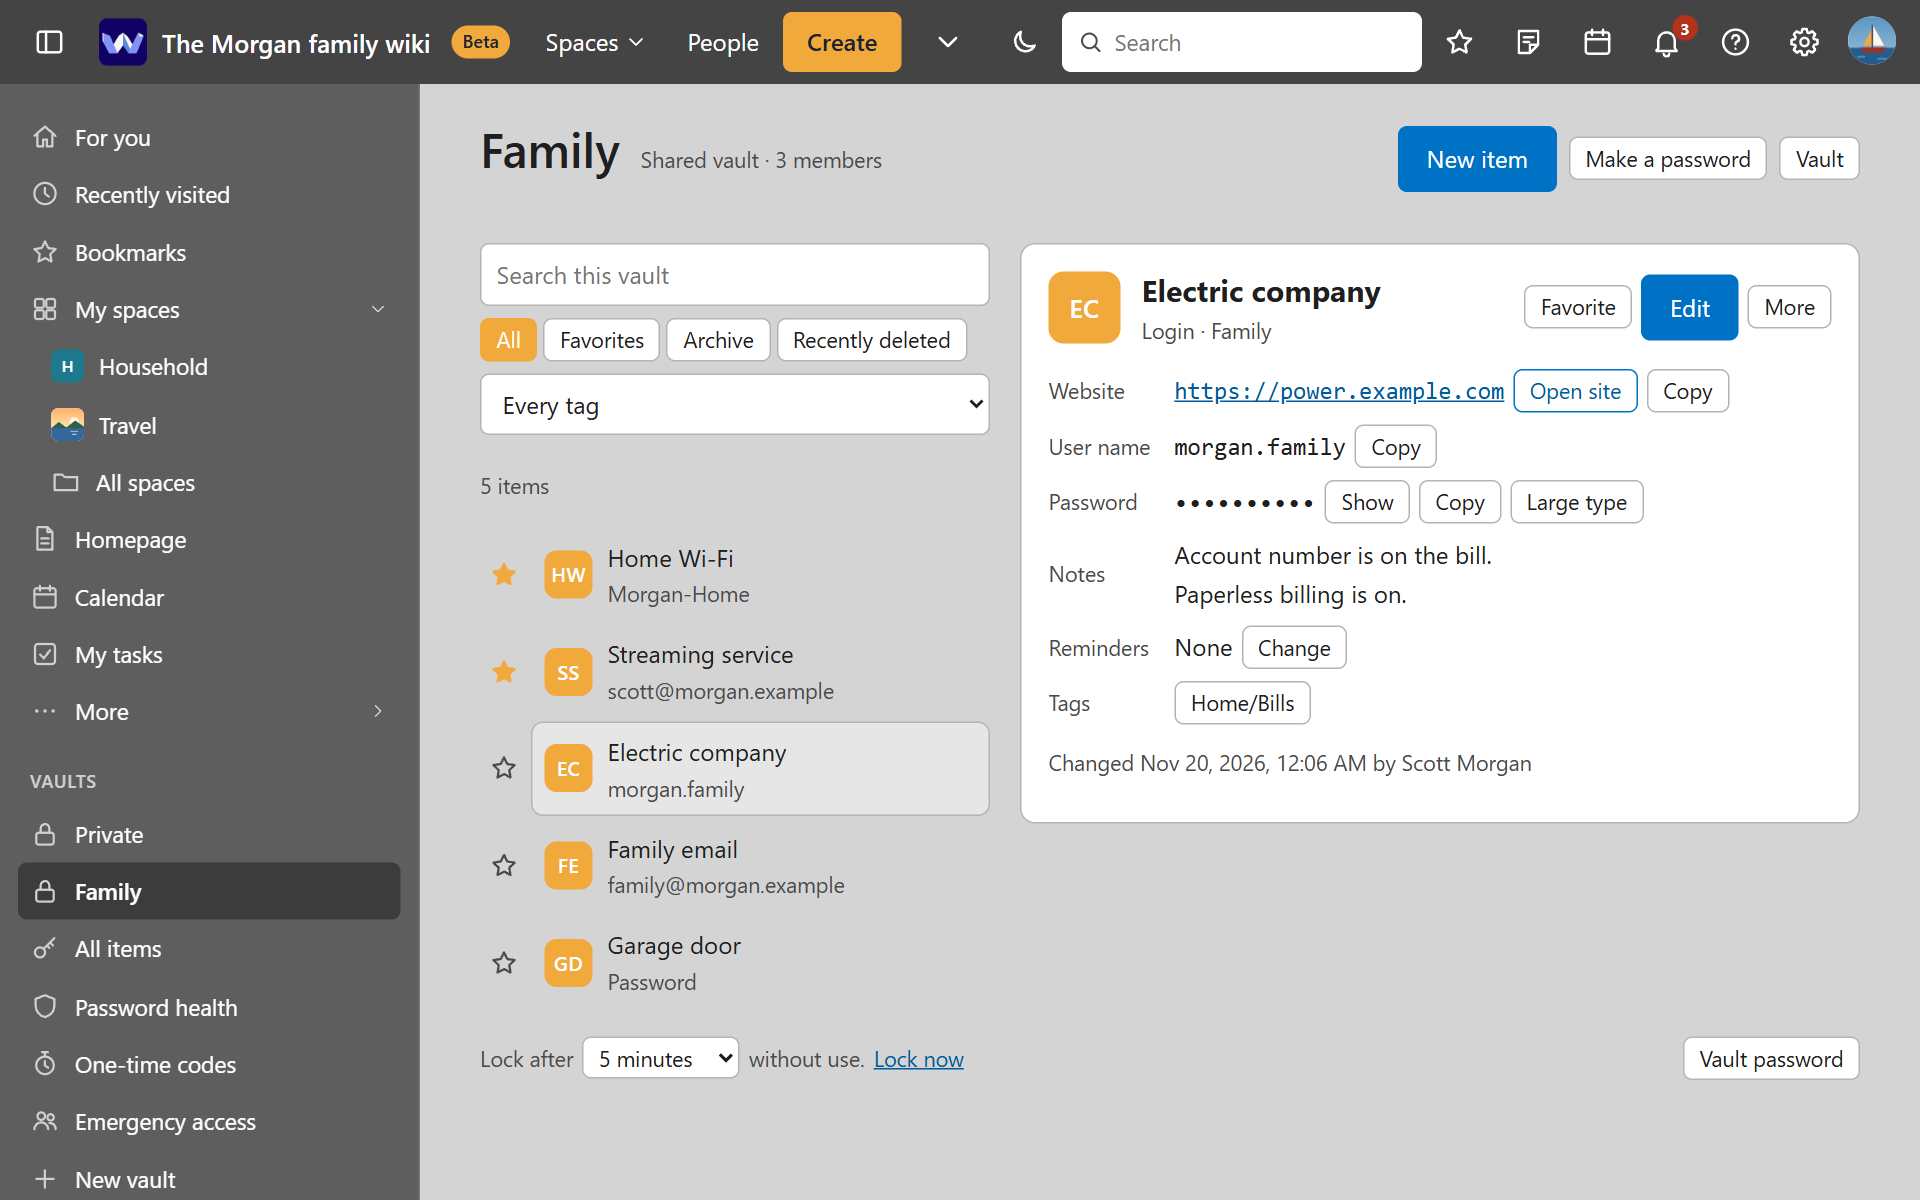 The Morgan family wiki
Beta
Spaces
People
Create
Search
3
For you
Recently visited
Bookmarks
My spaces
H
Household
Travel
All spaces
Homepage
Calendar
My tasks
More
VAULTS
Private
Family
All items
Password health
One-time codes
Emergency access
New vault
Family
Shared vault · 3 members
New item
Make a password
Vault
Search this vault
All
Favorites
Archive
Recently deleted
Every tag
5 items
HW
Home Wi-Fi
Morgan-Home
SS
Streaming service
scott@morgan.example
EC
Electric company
morgan.family
FE
Family email
family@morgan.example
GD
Garage door
Password
EC
Electric company
Login · Family
Favorite
Edit
More
Website
https://power.example.com
Open site
Copy
User name
morgan.family
Copy
Password
••••••••••
Show
Copy
Large type
Notes
Account number is on the bill.
Paperless billing is on.
Reminders
None
Change
Tags
Home/Bills
Changed Nov 20, 2026, 12:06 AM by Scott Morgan
Lock after
5 minutes
without use.
Lock now
Vault password